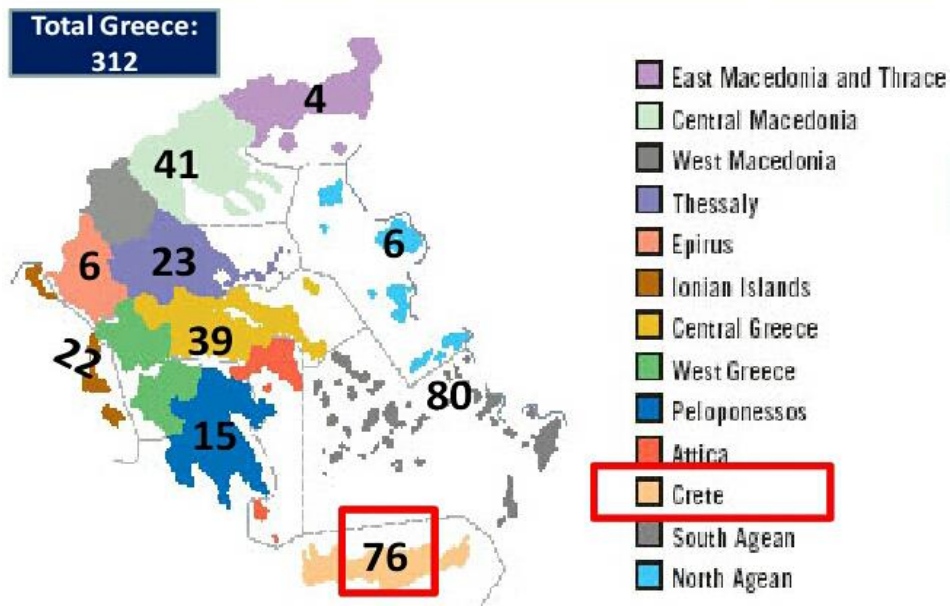 Total Greece:
312
4
41
6
6
23
39
22
80
15
76
East Macedonia and Thrace
Central Macedonia
West Macedonia
Thessaly
Epirus
Ionian Islands
Central Greece
West Greece
Peloponessos
Attica
Crete
South Agean
North Agean